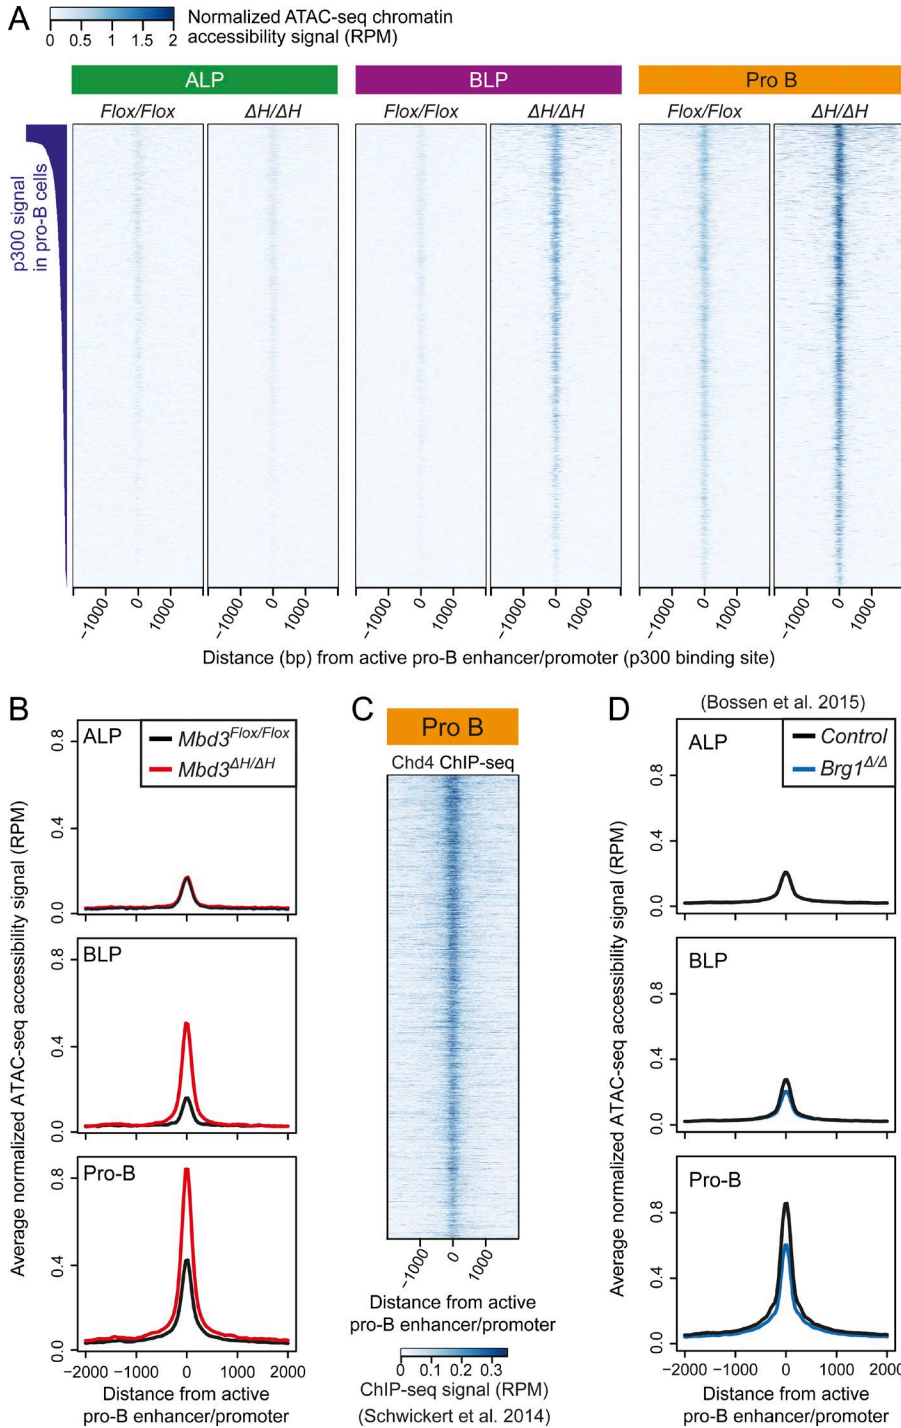 A
Normalized ATAC-seq chromatin
accessibility signal (RPM)
0 0.5 1 1.5 2
ALP
BLP
Pro B
Flox/Flox ΔH/ΔH Flox/Flox ΔH/ΔH Flox/Flox ΔH/ΔH
p300 signal
in pro-B cells
−1000 0 1000 −1000 0 1000 −1000 0 1000 −1000 0 1000 −1000 0 1000 −1000 0 1000
Distance (bp) from active pro-B enhancer/promoter (p300 binding site)
B
Average normalized ATAC-seq accessibility signal (RPM)
ALP
Mbd3Flox/Flox
Mbd3ΔH/ΔH
0.8
0.4
0.0
BLP
0.8
0.4
0.0
Pro-B
0.8
0.4
0.0
−2000 −1000 0 1000 2000
Distance from active
pro-B enhancer/promoter
C
Pro B
Chd4 ChIP-seq
−1000 0 1000
Distance from active
pro-B enhancer/promoter
0 0.1 0.2 0.3
ChIP-seq signal (RPM)
(Schwickert et al. 2014)
D
(Bossen et al. 2015)
Average normalized ATAC-seq accessibility signal (RPM)
ALP
Control
Brg1Δ/Δ
0.8
0.4
0.0
BLP
0.8
0.4
0.0
Pro-B
0.8
0.4
0.0
−2000 −1000 0 1000 2000
Distance from active
pro-B enhancer/promoter